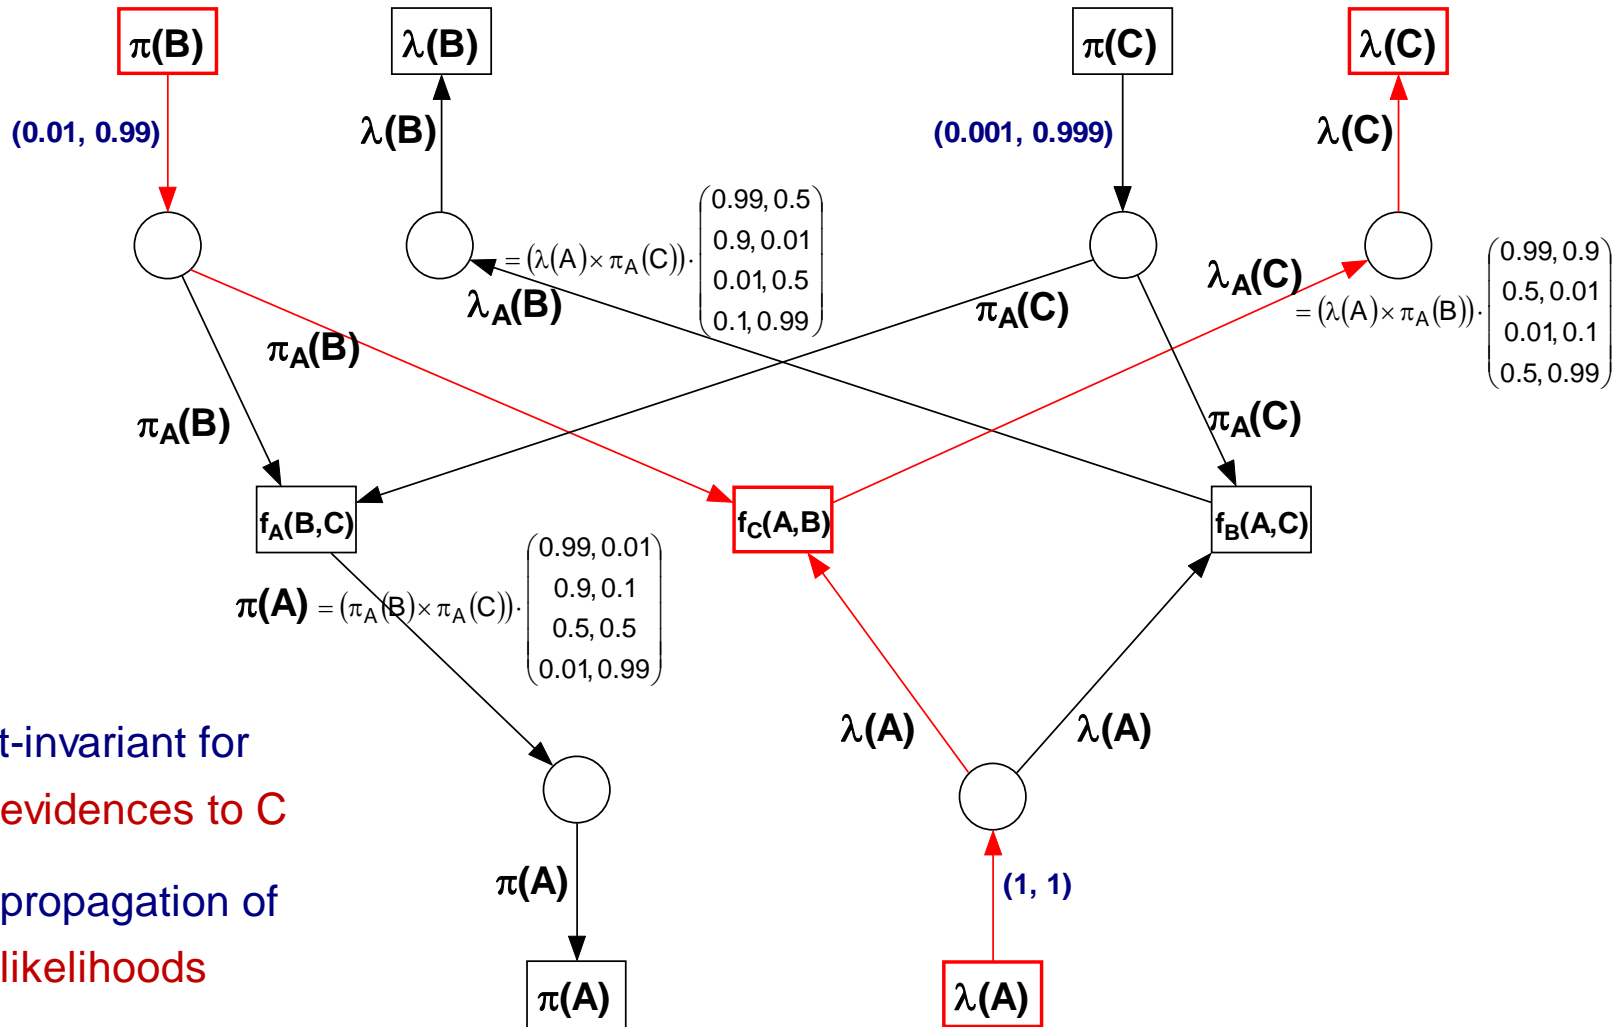 π(B)
λ(B)
π(C)
λ(C)
(0.01, 0.99)
λ(B)
(0.001, 0.999)
λ(C)
= (λ(A) × π_A(C)) ·
0.99, 0.5
0.9, 0.01
0.01, 0.5
0.1, 0.99
λ_A(B)
π_A(C)
λ_A(C)
= (λ(A) × π_A(B)) ·
0.99, 0.9
0.5, 0.01
0.01, 0.1
0.5, 0.99
π_A(B)
π_A(B)
π_A(C)
f_A(B,C)
f_C(A,B)
f_B(A,C)
π(A) = (π_A(B) × π_A(C)) ·
0.99, 0.01
0.9, 0.1
0.5, 0.5
0.01, 0.99
λ(A)
λ(A)
t-invariant for
evidences to C
propagation of
likelihoods
π(A)
(1, 1)
π(A)
λ(A)